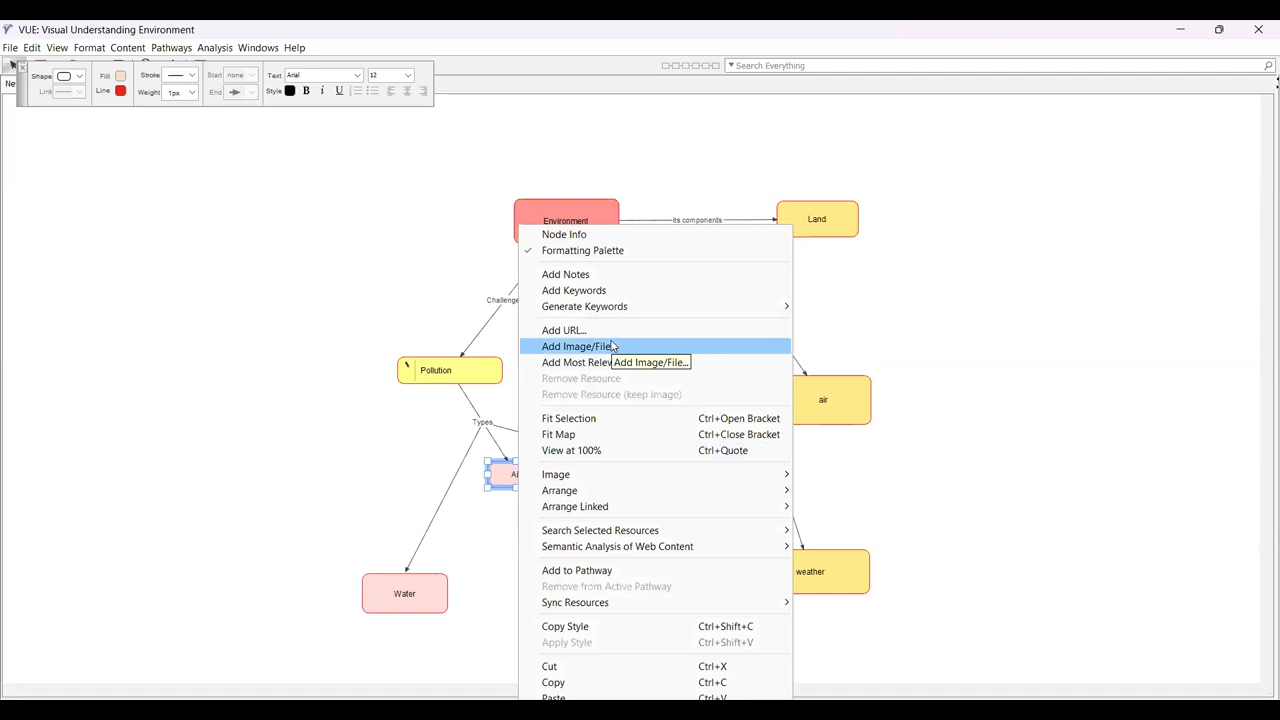 VUE: Visual Understanding Environment
File Edit View Format Content Pathways Analysis Windows Help
Shape Fill Stroke Start none Text Arial 12
Search Everything
Link Line Weight 1px End Style B i U
Environment
its components
Land
Node Info
Formatting Palette
Add Notes
Add Keywords
Challenge
Generate Keywords
Add URL...
Add Image/File
Add Most Relev
Add Image/File...
Pollution
Remove Resource
Remove Resource (keep image)
air
Types
Fit Selection Ctrl+Open Bracket
Fit Map Ctrl+Close Bracket
View at 100% Ctrl+Quote
Ai
Image
Arrange
Arrange Linked
Search Selected Resources
Semantic Analysis of Web Content
Add to Pathway
weather
Remove from Active Pathway
Water
Sync Resources
Copy Style Ctrl+Shift+C
Apply Style Ctrl+Shift+V
Cut Ctrl+X
Copy Ctrl+C
Paste Ctrl+V